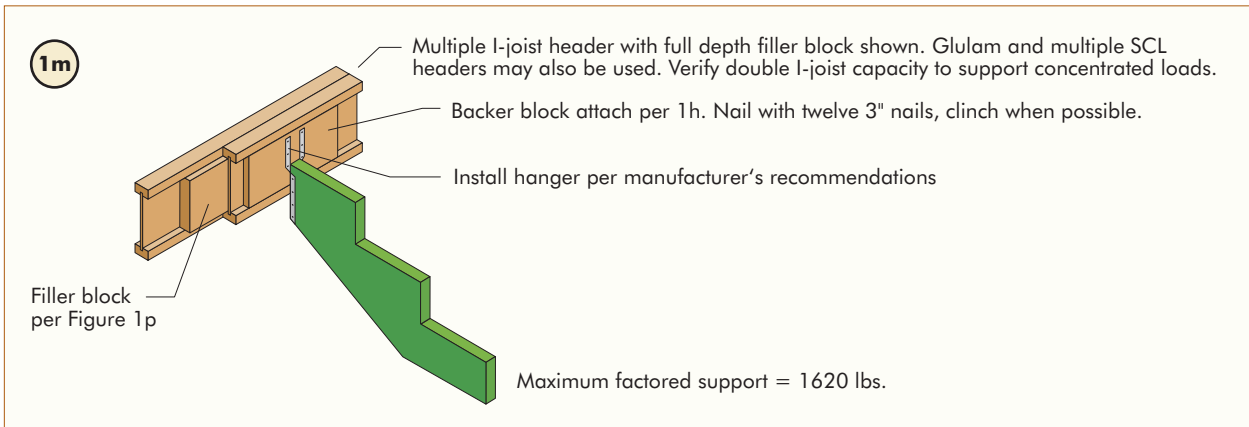 1m
Multiple I-joist header with full depth filler block shown. Glulam and multiple SCL
headers may also be used. Verify double I-joist capacity to support concentrated loads.
Backer block attach per 1h. Nail with twelve 3" nails, clinch when possible.
Install hanger per manufacturer‘s recommendations
Filler block
per Figure 1p
Maximum factored support = 1620 lbs.